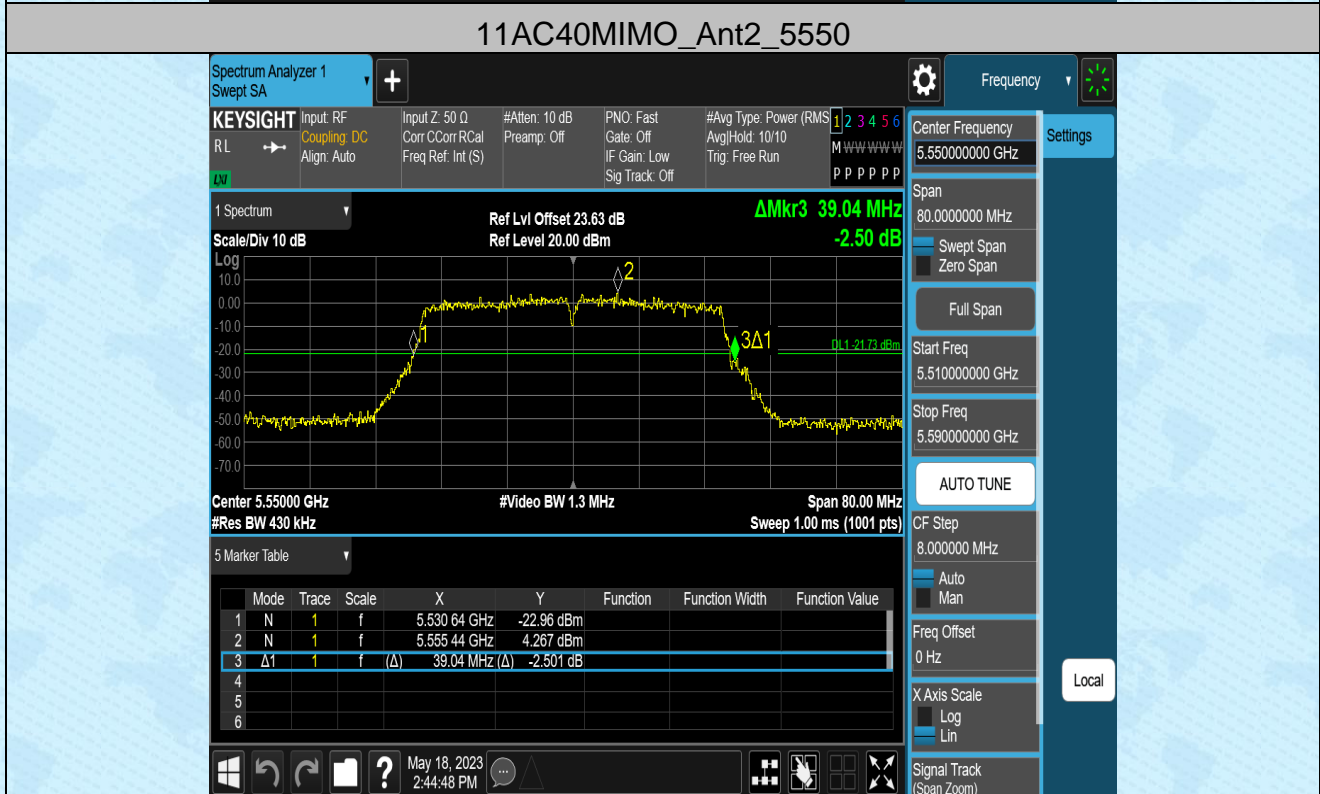 11AC40MIMO_Ant2_5550
Spectrum Analyzer 1
Swept SA
Frequency
KEYSIGHT
RL
LXI
Input: RF
Coupling: DC
Align: Auto
Input Z: 50 Ω
Corr CCorr RCal
Freq Ref: Int (S)
#Atten: 10 dB
Preamp: Off
PNO: Fast
Gate: Off
IF Gain: Low
Sig Track: Off
#Avg Type: Power (RMS
Avg|Hold: 10/10
Trig: Free Run
1 2 3 4 5 6
M W W W W W
P P P P P P
Center Frequency
5.550000000 GHz
Settings
Span
80.0000000 MHz
Swept Span
Zero Span
Full Span
Start Freq
5.510000000 GHz
Stop Freq
5.590000000 GHz
AUTO TUNE
CF Step
8.000000 MHz
Auto
Man
Freq Offset
0 Hz
X Axis Scale
Log
Lin
Signal Track
(Span Zoom)
Local
1 Spectrum
Scale/Div 10 dB
Ref Lvl Offset 23.63 dB
Ref Level 20.00 dBm
ΔMkr3 39.04 MHz
-2.50 dB
Log
10.0
0.00
-10.0
-20.0
-30.0
-40.0
-50.0
-60.0
-70.0
1
2
3Δ1
DL1 -21.73 dBm
Center 5.55000 GHz
#Video BW 1.3 MHz
Span 80.00 MHz
#Res BW 430 kHz
Sweep 1.00 ms (1001 pts)
5 Marker Table
Mode Trace Scale X Y Function Function Width Function Value
1 N 1 f 5.530 64 GHz -22.96 dBm
2 N 1 f 5.555 44 GHz 4.267 dBm
3 Δ1 1 f (Δ) 39.04 MHz (Δ) -2.501 dB
4
5
6
?
May 18, 2023
2:44:48 PM